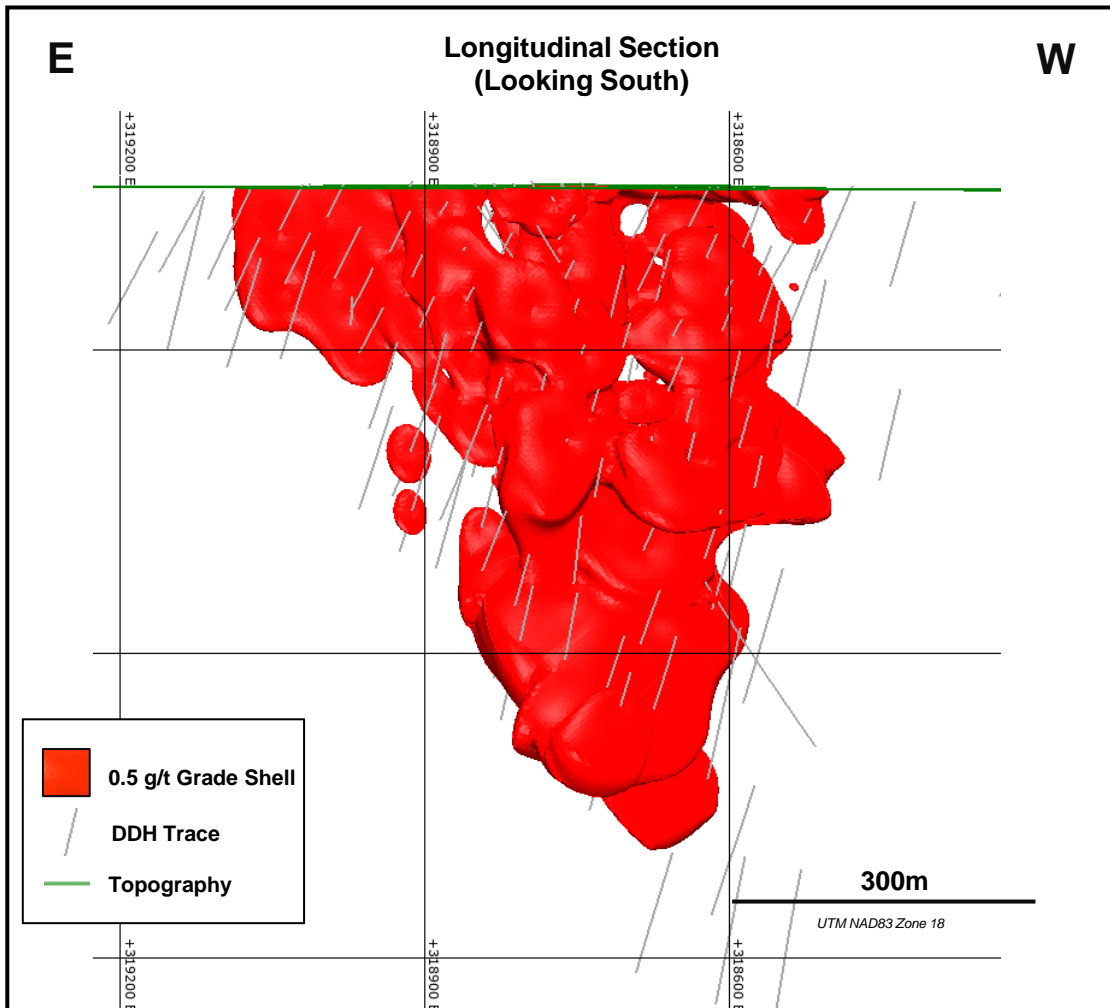 E
Longitudinal Section
(Looking South)
W
+319200 E
+318900 E
+318600 E
0.5 g/t Grade Shell
DDH Trace
Topography
300m
UTM NAD83 Zone 18
+319200 E
+318900 E
+318600 E